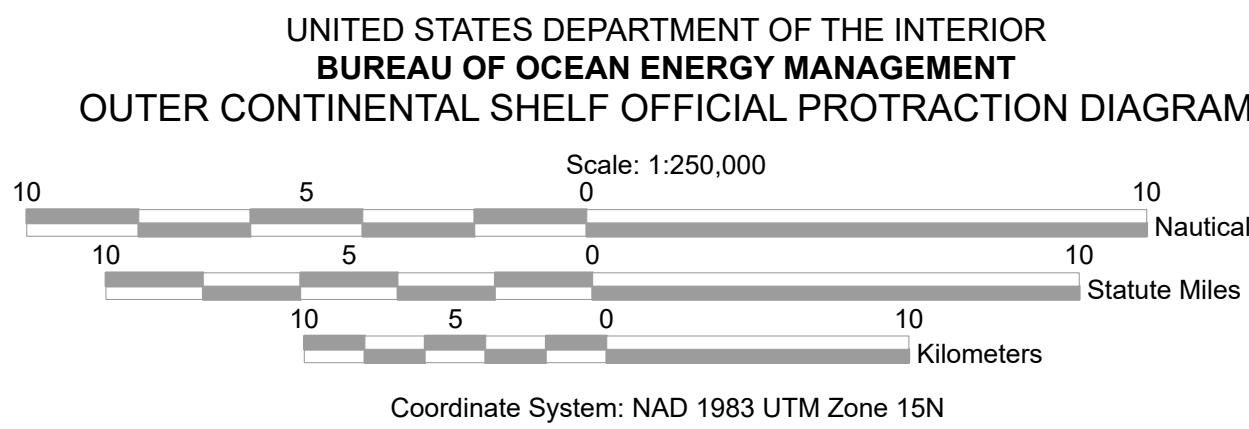 UNITED STATES DEPARTMENT OF THE INTERIOR
BUREAU OF OCEAN ENERGY MANAGEMENT
OUTER CONTINENTAL SHELF OFFICIAL PROTRACTION DIAGRAM
Scale: 1:250,000
10 5 0 10
Nautical
10 5 0 10
Statute Miles
10 5 0 10
Kilometers
Coordinate System: NAD 1983 UTM Zone 15N